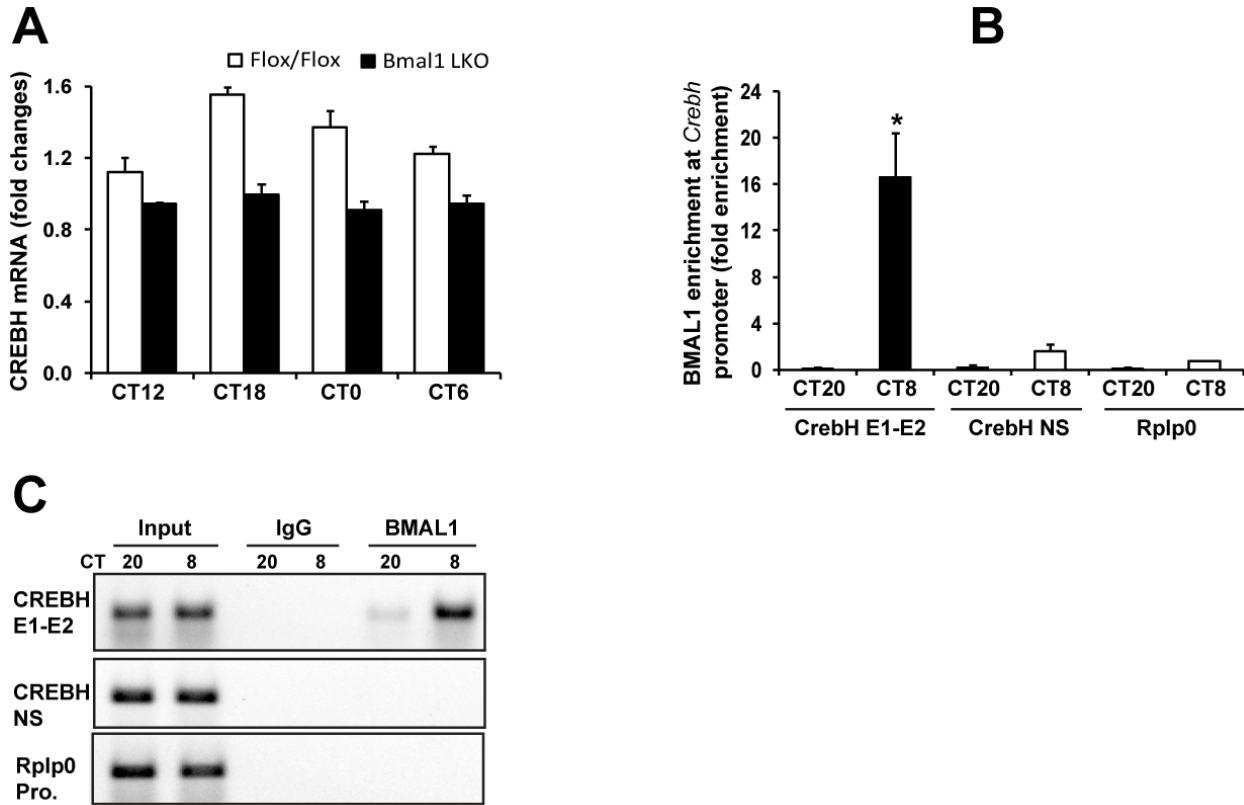 A
Flox/Flox Bmal1 LKO
CREBH mRNA (fold changes)
1.6
1.2
0.8
0.4
0.0
CT12 CT18 CT0 CT6
B
BMAL1 enrichment at Crebh
promoter (fold enrichment)
24
20
16
12
8
4
0
*
CT20 CT8 CT20 CT8 CT20 CT8
CrebH E1-E2 CrebH NS Rplp0
C
Input IgG BMAL1
CT 20 8 20 8 20 8
CREBH
E1-E2
CREBH
NS
Rplp0
Pro.